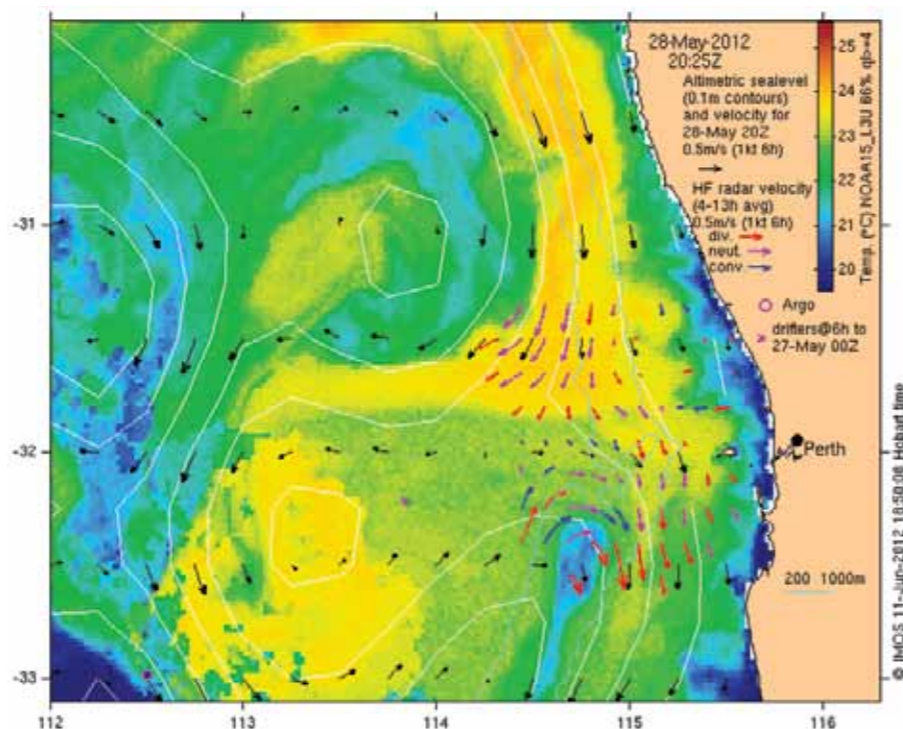 28-May-2012
20:25Z
Altimetric sealevel
(0.1m contours)
and velocity for
28-May 20Z
0.5m/s (1kt 6h)
HF radar velocity
(4-13h avg)
0.5m/s (1kt 6h)
div.
neut.
conv.
Argo
drifters@6h to
27-May 00Z
Perth
200 1000m
25
24
23
22
21
20
Temp. (°C) NOAA15_L3U 66% ql>=4
© IMOS 11-Jun-2012 18:50:06 Hobart time
-31
-32
-33
112 113 114 115 116